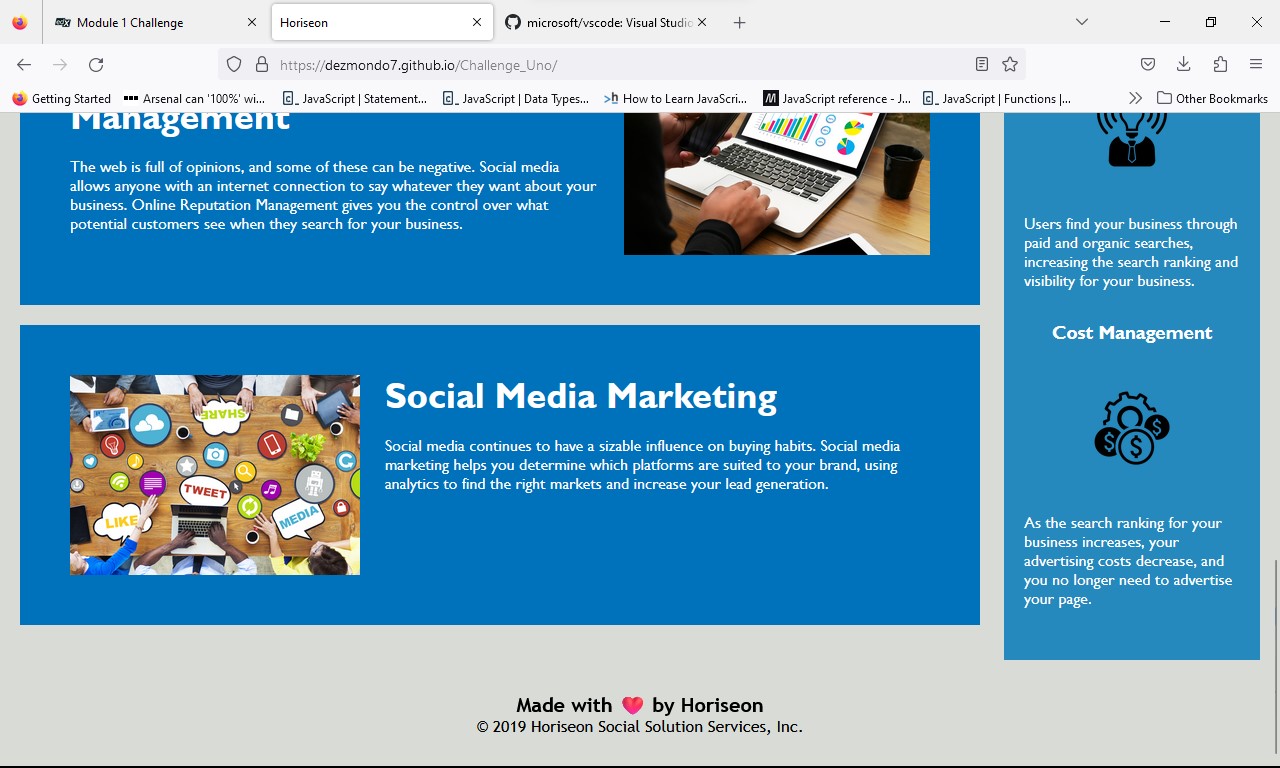 Module 1 Challenge
Horiseon
microsoft/vscode: Visual Studio
https://dezmondo7.github.io/Challenge_Uno/
Getting Started
Arsenal can '100%' wi...
JavaScript | Statement...
JavaScript | Data Types...
How to Learn JavaScri...
JavaScript reference - J...
JavaScript | Functions |...
Other Bookmarks
Management
The web is full of opinions, and some of these can be negative. Social media
allows anyone with an internet connection to say whatever they want about your
business. Online Reputation Management gives you the control over what
potential customers see when they search for your business.
SHARE
TWEET
LIKE
MEDIA
Social Media Marketing
Social media continues to have a sizable influence on buying habits. Social media
marketing helps you determine which platforms are suited to your brand, using
analytics to find the right markets and increase your lead generation.
Users find your business through
paid and organic searches,
increasing the search ranking and
visibility for your business.
Cost Management
$ $ $
As the search ranking for your
business increases, your
advertising costs decrease, and
you no longer need to advertise
your page.
Made with ❤️ by Horiseon
© 2019 Horiseon Social Solution Services, Inc.